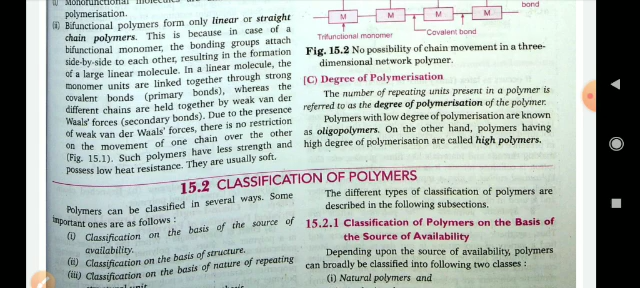 (i) Monofunctional molecules
polymerisation.
(ii) Bifunctional polymers form only linear or straight
chain polymers. This is because in case of a
bifunctional monomer, the bonding groups attach
side-by-side to each other, resulting in the formation
of a large linear molecule. In a linear molecule, the
monomer units are linked together through strong
covalent bonds (primary bonds), whereas the
different chains are held together by weak van der
Waals' forces (secondary bonds). Due to the presence
of weak van der Waals' forces, there is no restriction
on the movement of one chain over the other
(Fig. 15.1). Such polymers have less strength and
possess low heat resistance. They are usually soft.
M M M M
bond
Trifunctional monomer
Covalent bond
Fig. 15.2 No possibility of chain movement in a three-
dimensional network polymer.
(C) Degree of Polymerisation
The number of repeating units present in a polymer is
referred to as the degree of polymerisation of the polymer.
Polymers with low degree of polymerisation are known
as oligopolymers. On the other hand, polymers having
high degree of polymerisation are called high polymers.
15.2 CLASSIFICATION OF POLYMERS
Polymers can be classified in several ways. Some
important ones are as follows :
(i) Classification on the basis of the source of
availability.
(ii) Classification on the basis of structure.
(iii) Classification on the basis of nature of repeating
The different types of classification of polymers are
described in the following subsections.
15.2.1 Classification of Polymers on the Basis of
the Source of Availability
Depending upon the source of availability, polymers
can broadly be classified into following two classes :
(i) Natural polymers and